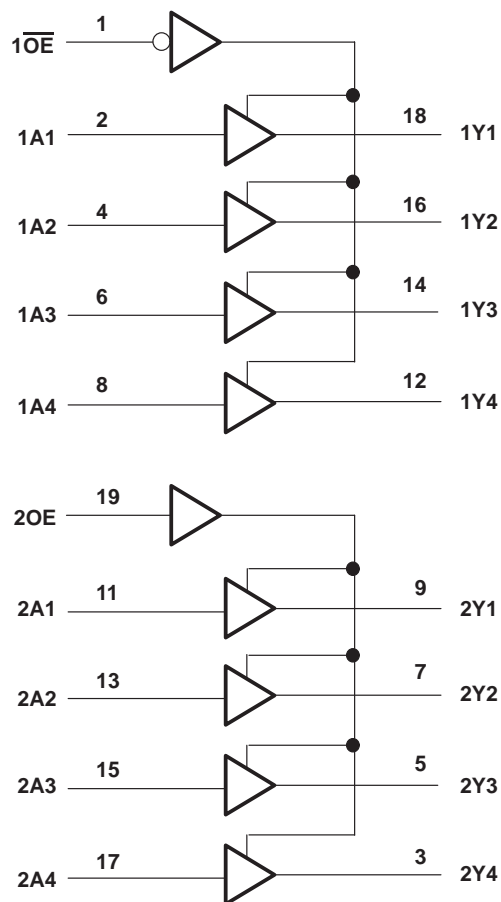 1O̅E̅ 1
1A1 2 18 1Y1
1A2 4 16 1Y2
1A3 6 14 1Y3
1A4 8 12 1Y4
2OE 19
2A1 11 9 2Y1
2A2 13 7 2Y2
2A3 15 5 2Y3
2A4 17 3 2Y4